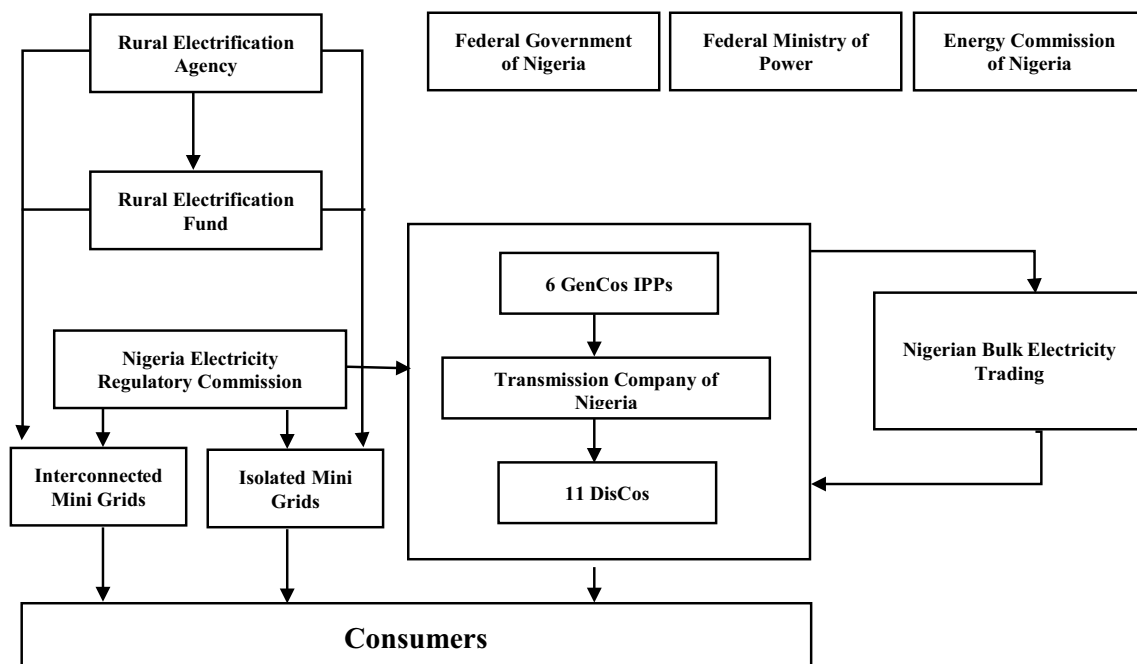 Rural Electrification
Agency
Federal Government
of Nigeria
Federal Ministry of
Power
Energy Commission
of Nigeria
Rural Electrification
Fund
6 GenCos IPPs
Nigeria Electricity
Regulatory Commission
Transmission Company of
Nigeria
Nigerian Bulk Electricity
Trading
Interconnected
Mini Grids
Isolated Mini
Grids
11 DisCos
Consumers